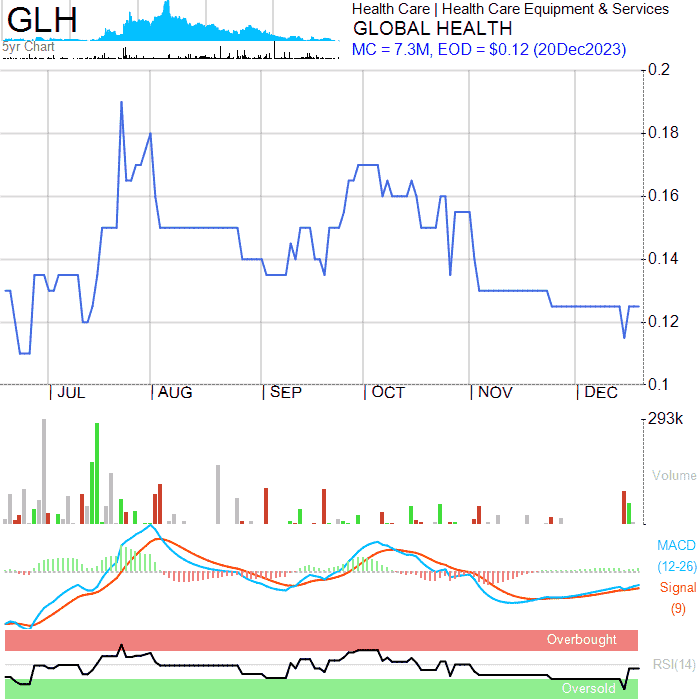 GLH
5yr Chart
Health Care | Health Care Equipment & Services
GLOBAL HEALTH
MC = 7.3M, EOD = $0.12 (20Dec2023)
0.2
0.18
0.16
0.14
0.12
0.1
JUL
AUG
SEP
OCT
NOV
DEC
293k
Volume
MACD
(12-26)
Signal
(9)
Overbought
RSI(14)
Oversold